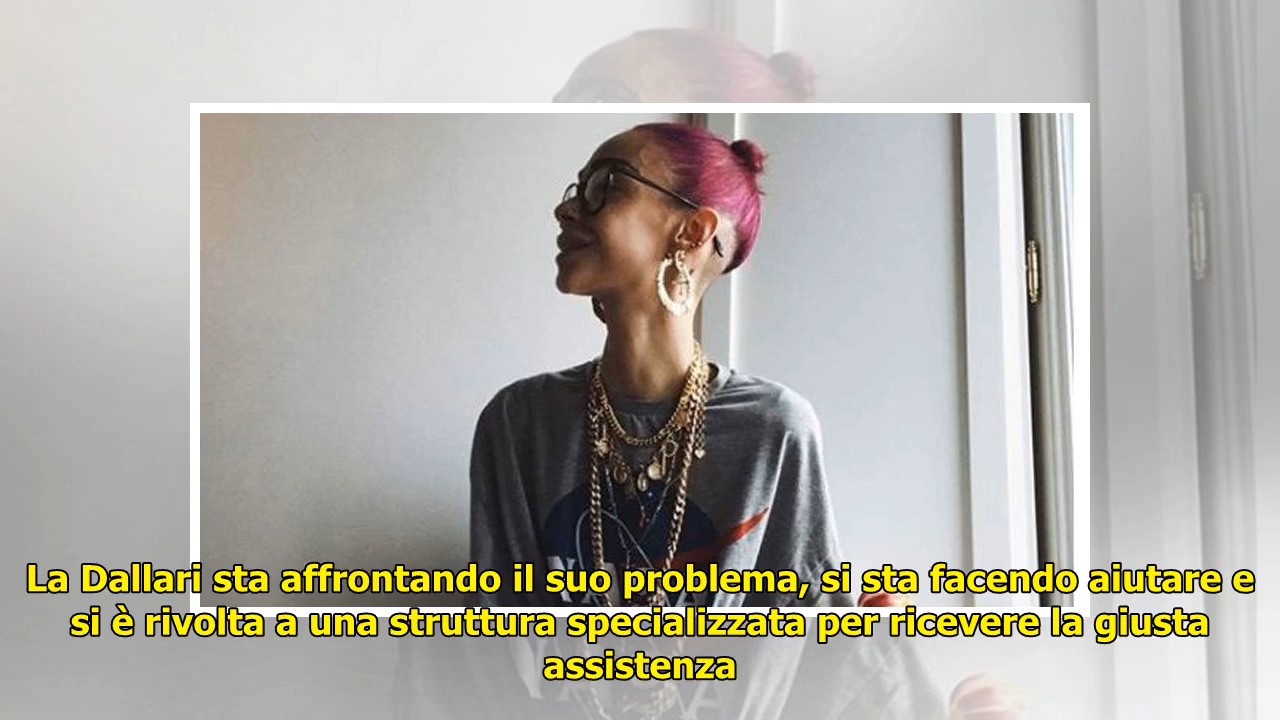 La Dallari sta affrontando il suo problema, si sta facendo aiutare e
si è rivolta a una struttura specializzata per ricevere la giusta
assistenza